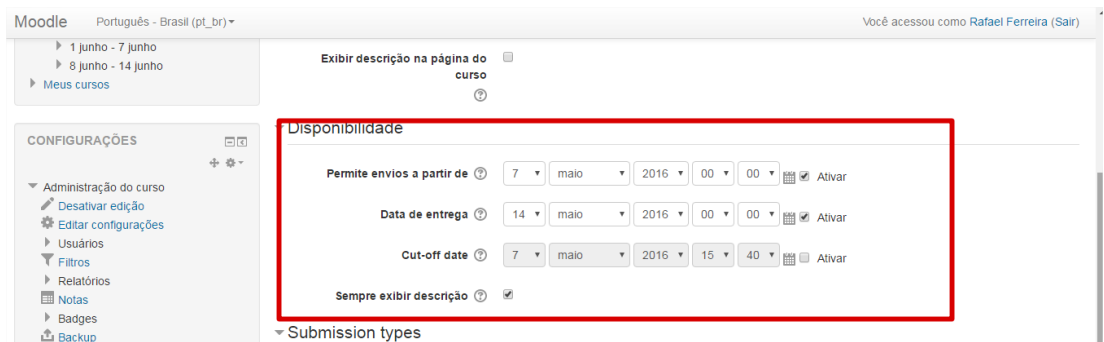 Moodle Português - Brasil (pt_br) Você acessou como Rafael Ferreira (Sair)
1 junho - 7 junho
8 junho - 14 junho
Meus cursos
CONFIGURAÇÕES
Administração do curso
Desativar edição
Editar configurações
Usuários
Filtros
Relatórios
Notas
Badges
Backup
Exibir descrição na página do
curso
Disponibilidade
Permite envios a partir de 7 maio 2016 00 00 Ativar
Data de entrega 14 maio 2016 00 00 Ativar
Cut-off date 7 maio 2016 15 40 Ativar
Sempre exibir descrição
Submission types